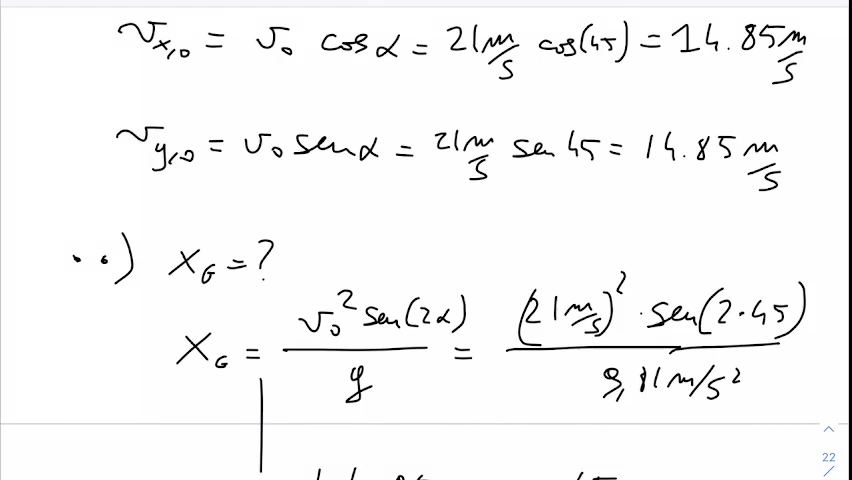 v_{x,0} = v_0 cos α = 21 m/s cos(45) = 14.85 m/s
v_{y,0} = v_0 sen α = 21 m/s sen 45 = 14.85 m/s
..) X_G = ?
X_G = v_0^2 sen(2α) / g = (21 m/s)^2 · sen(2·45) / 9,81 m/s^2
22